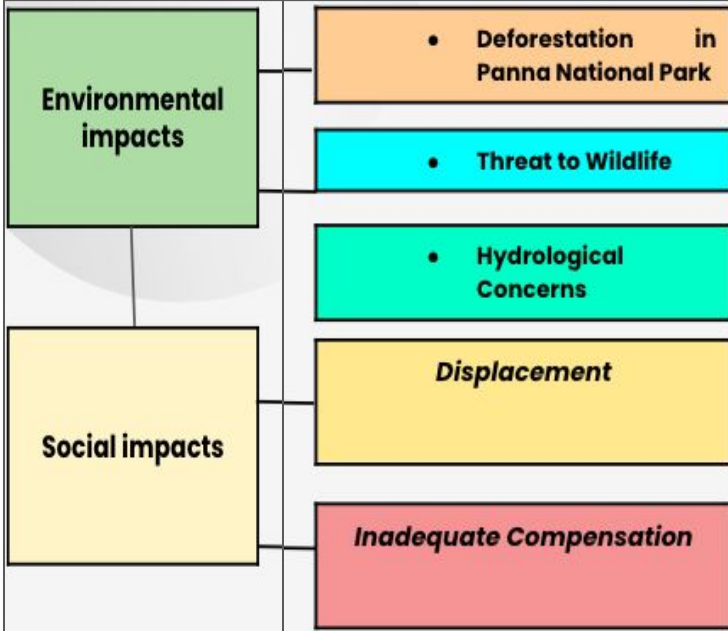 Environmental
impacts
• Deforestation in
Panna National Park
• Threat to Wildlife
• Hydrological
Concerns
Social impacts
Displacement
Inadequate Compensation